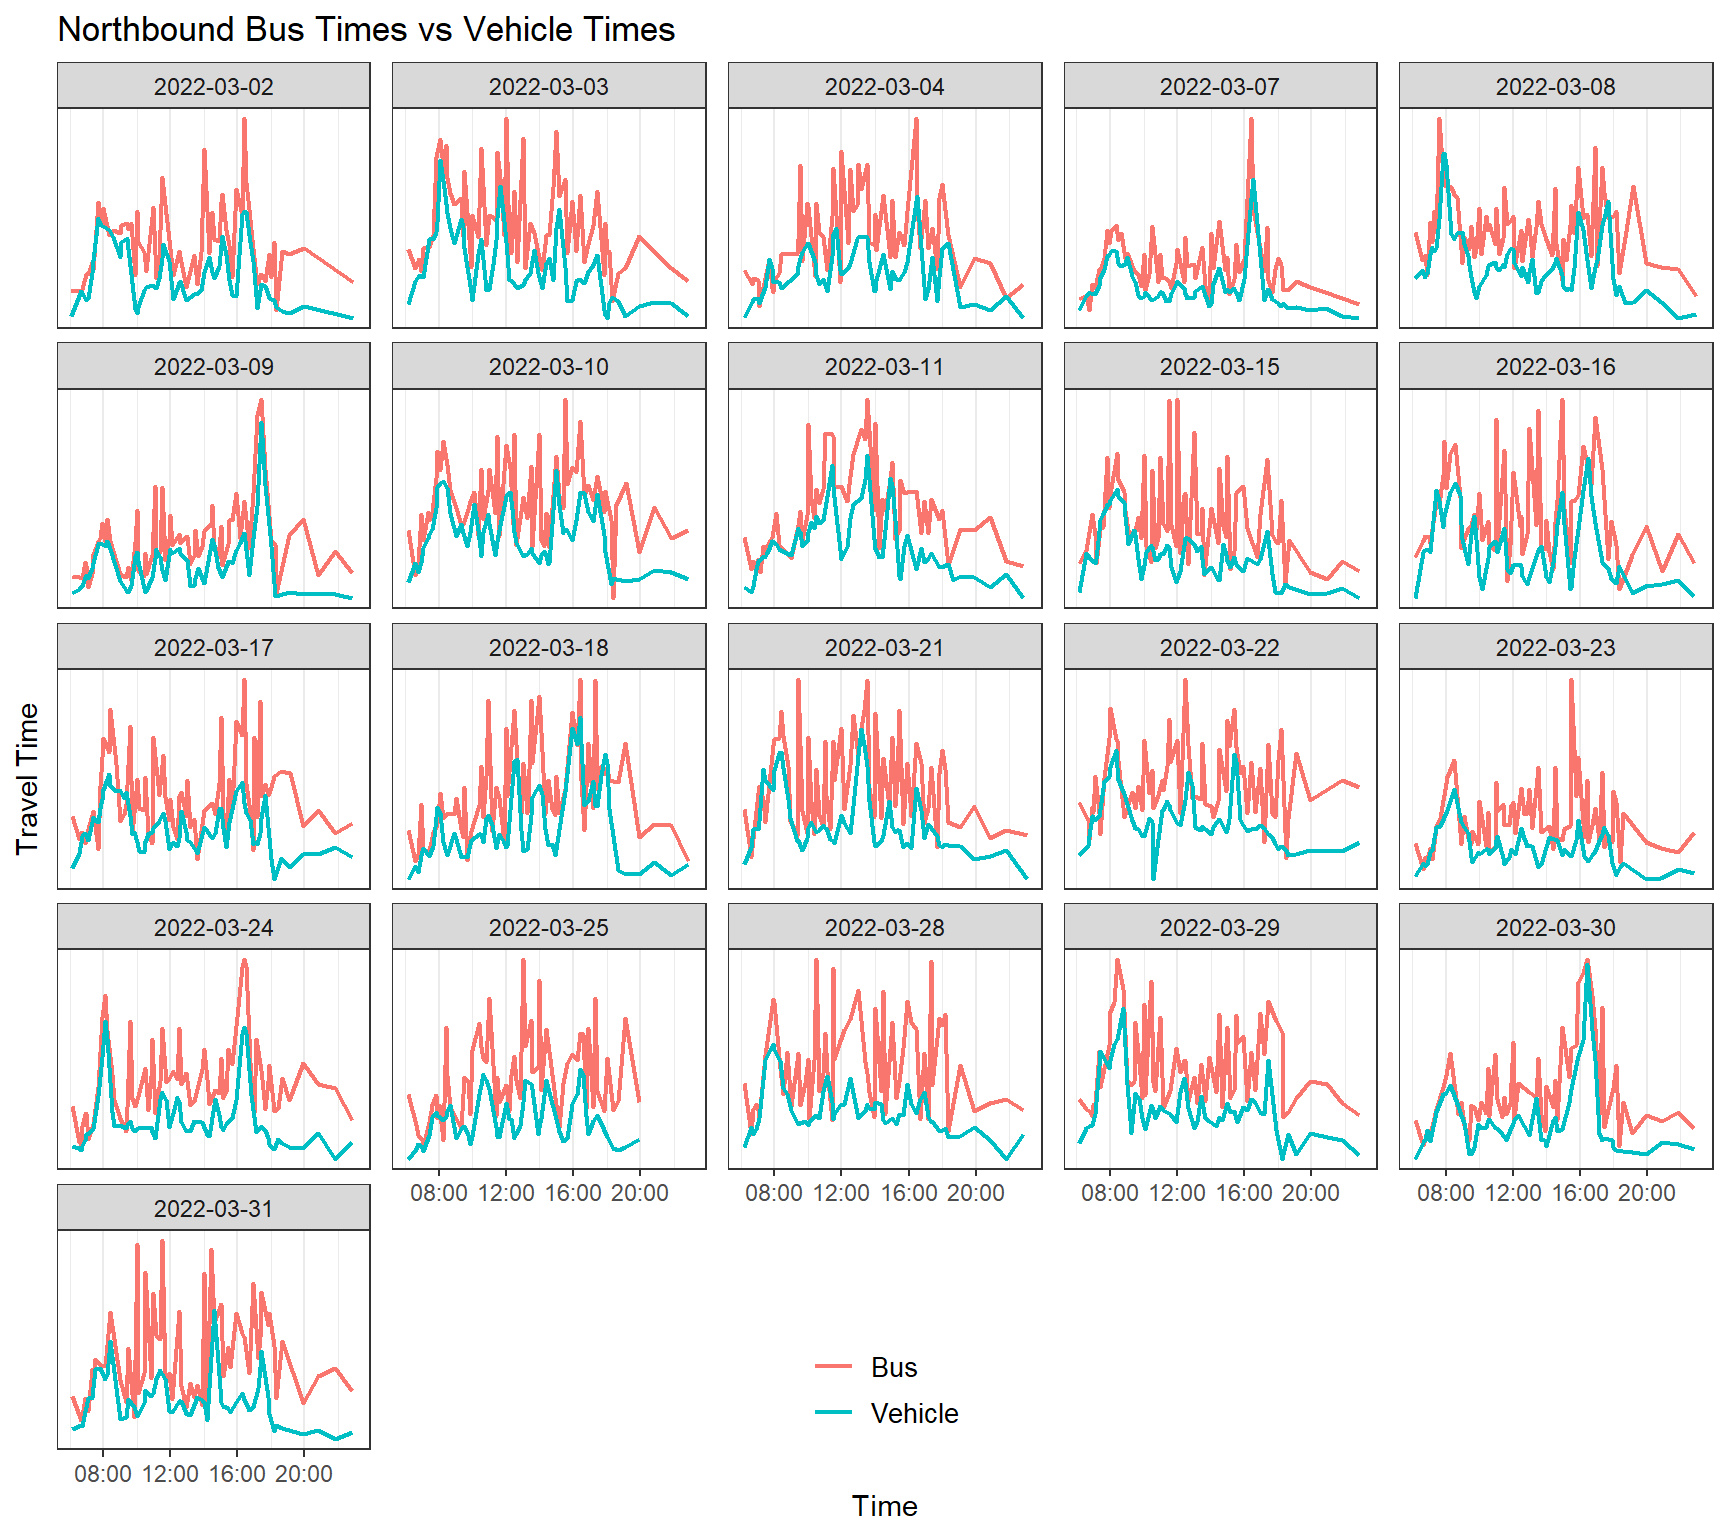 Northbound Bus Times vs Vehicle Times
2022-03-02 2022-03-03 2022-03-04 2022-03-07 2022-03-08
2022-03-09 2022-03-10 2022-03-11 2022-03-15 2022-03-16
2022-03-17 2022-03-18 2022-03-21 2022-03-22 2022-03-23
Travel Time
2022-03-24 2022-03-25 2022-03-28 2022-03-29 2022-03-30
08:00 12:00 16:00 20:00 08:00 12:00 16:00 20:00 08:00 12:00 16:00 20:00 08:00 12:00 16:00 20:00
2022-03-31
Bus
Vehicle
08:00 12:00 16:00 20:00
Time